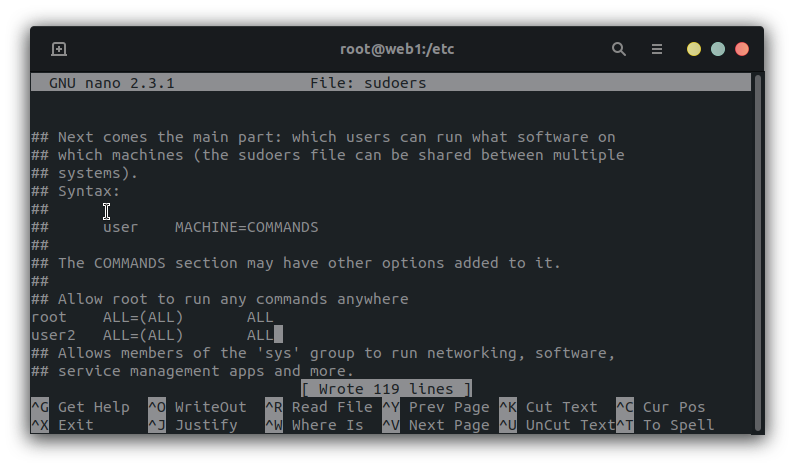 root@web1:/etc
GNU nano 2.3.1 File: sudoers
## Next comes the main part: which users can run what software on
## which machines (the sudoers file can be shared between multiple
## systems).
## Syntax:
##
## user MACHINE=COMMANDS
##
## The COMMANDS section may have other options added to it.
##
## Allow root to run any commands anywhere
root ALL=(ALL) ALL
user2 ALL=(ALL) ALL
## Allows members of the 'sys' group to run networking, software,
## service management apps and more.
[ Wrote 119 lines ]
^G Get Help ^O WriteOut ^R Read File ^Y Prev Page ^K Cut Text ^C Cur Pos
^X Exit ^J Justify ^W Where Is ^V Next Page ^U UnCut Text^T To Spell